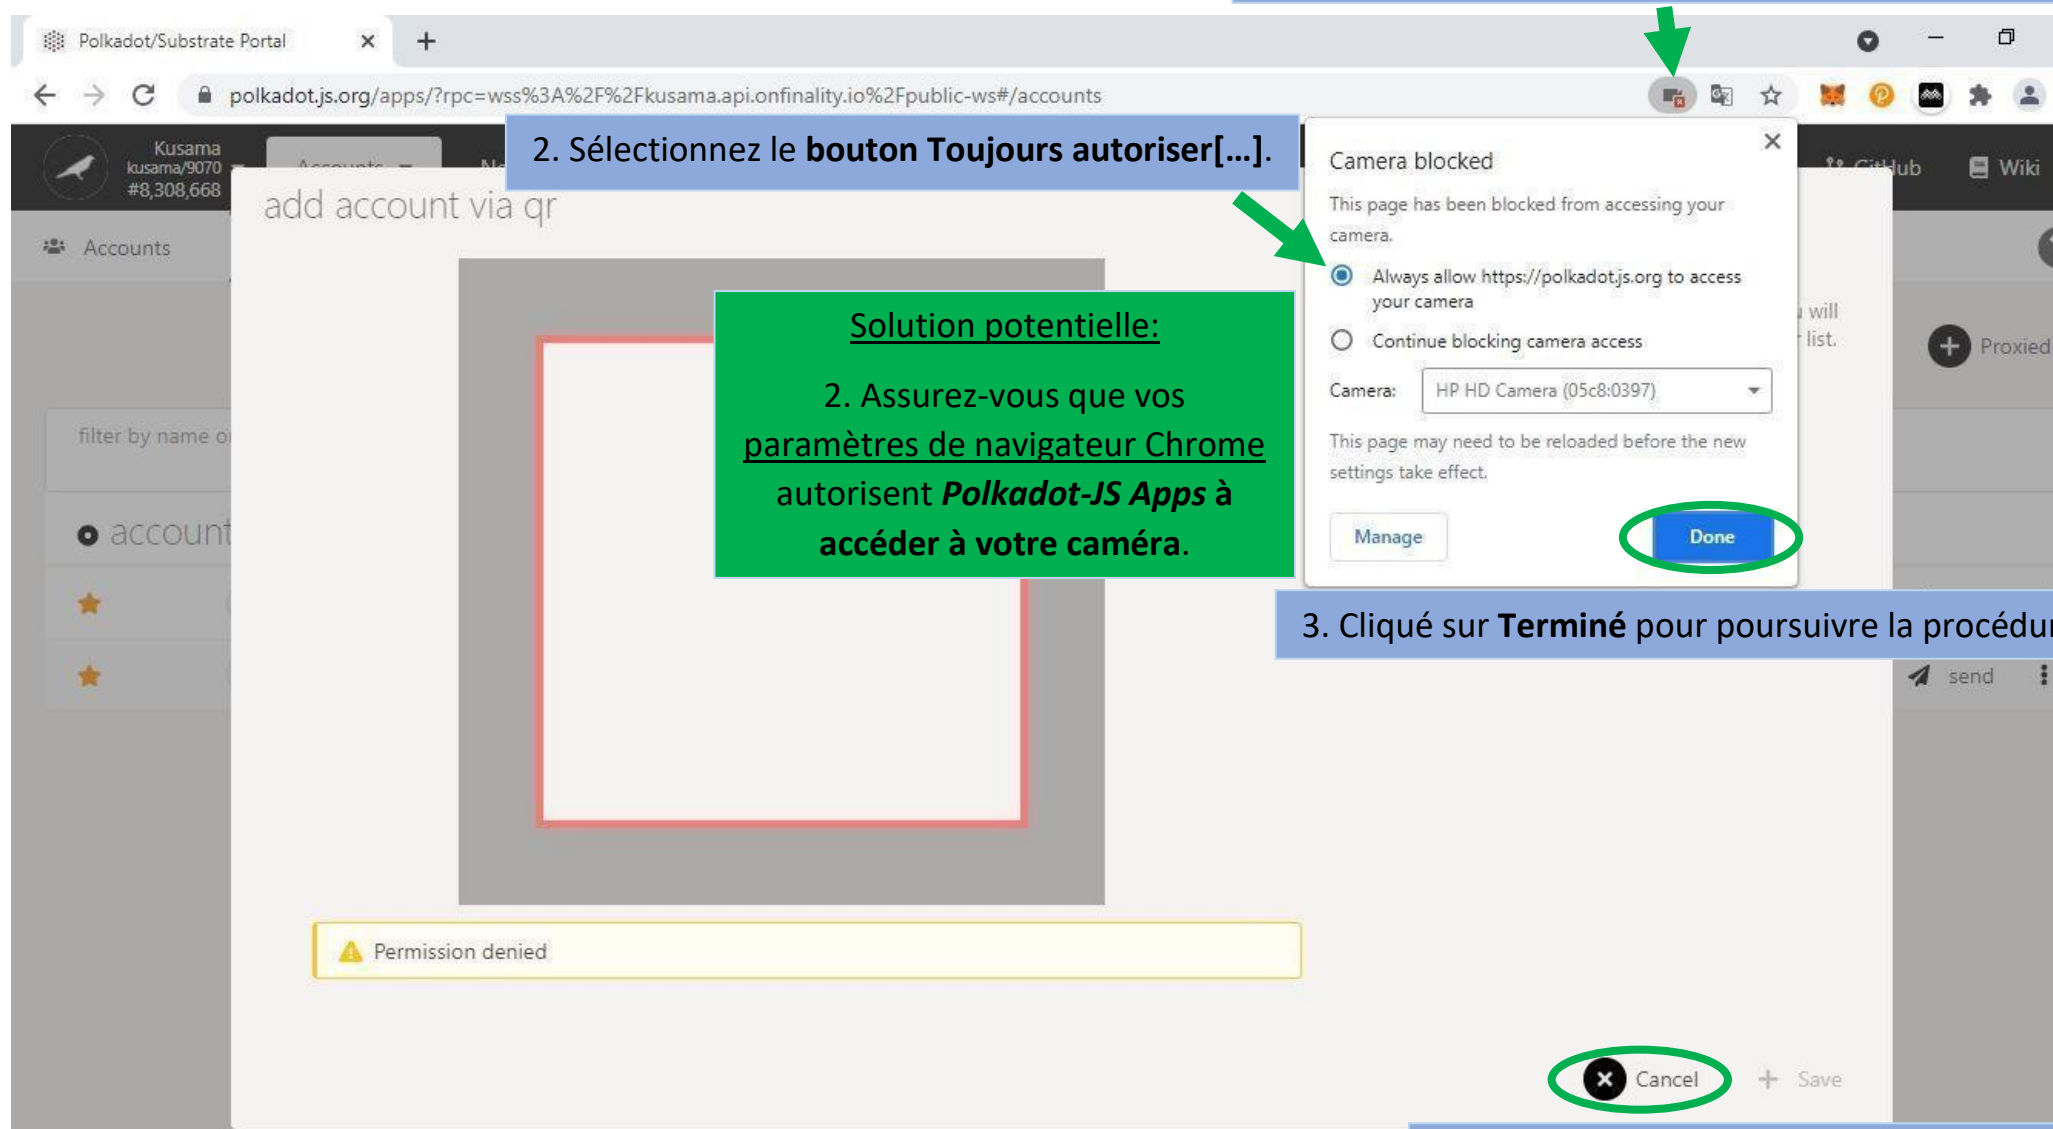 Polkadot/Substrate Portal
polkadot.js.org/apps/?rpc=wss%3A%2F%2Fkusama.api.onfinality.io%2Fpublic-ws#/accounts
Kusama
kusama/9070
#8,308,668
Accounts
2. Sélectionnez le bouton Toujours autoriser[...].
GitHub
Wiki
add account via qr
Accounts
Camera blocked
This page has been blocked from accessing your
camera.
Always allow https://polkadot.js.org to access
your camera
Continue blocking camera access
Camera:
HP HD Camera (05c8:0397)
This page may need to be reloaded before the new
settings take effect.
Manage
Done
will
list.
Proxied
Solution potentielle:
2. Assurez-vous que vos
paramètres de navigateur Chrome
autorisent Polkadot-JS Apps à
accéder à votre caméra.
filter by name o
account
3. Cliqué sur Terminé pour poursuivre la procédur
send
Permission denied
Cancel
Save